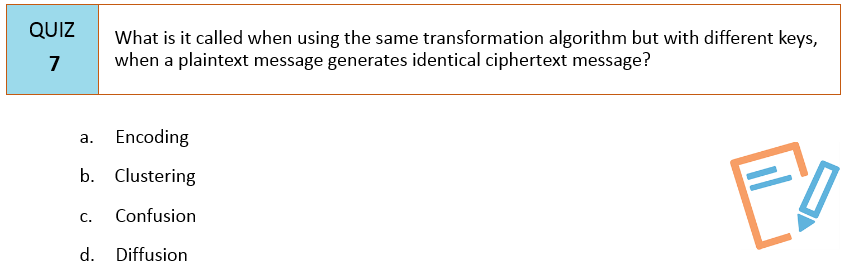 QUIZ
7
What is it called when using the same transformation algorithm but with different keys,
when a plaintext message generates identical ciphertext message?
a. Encoding
b. Clustering
c. Confusion
d. Diffusion